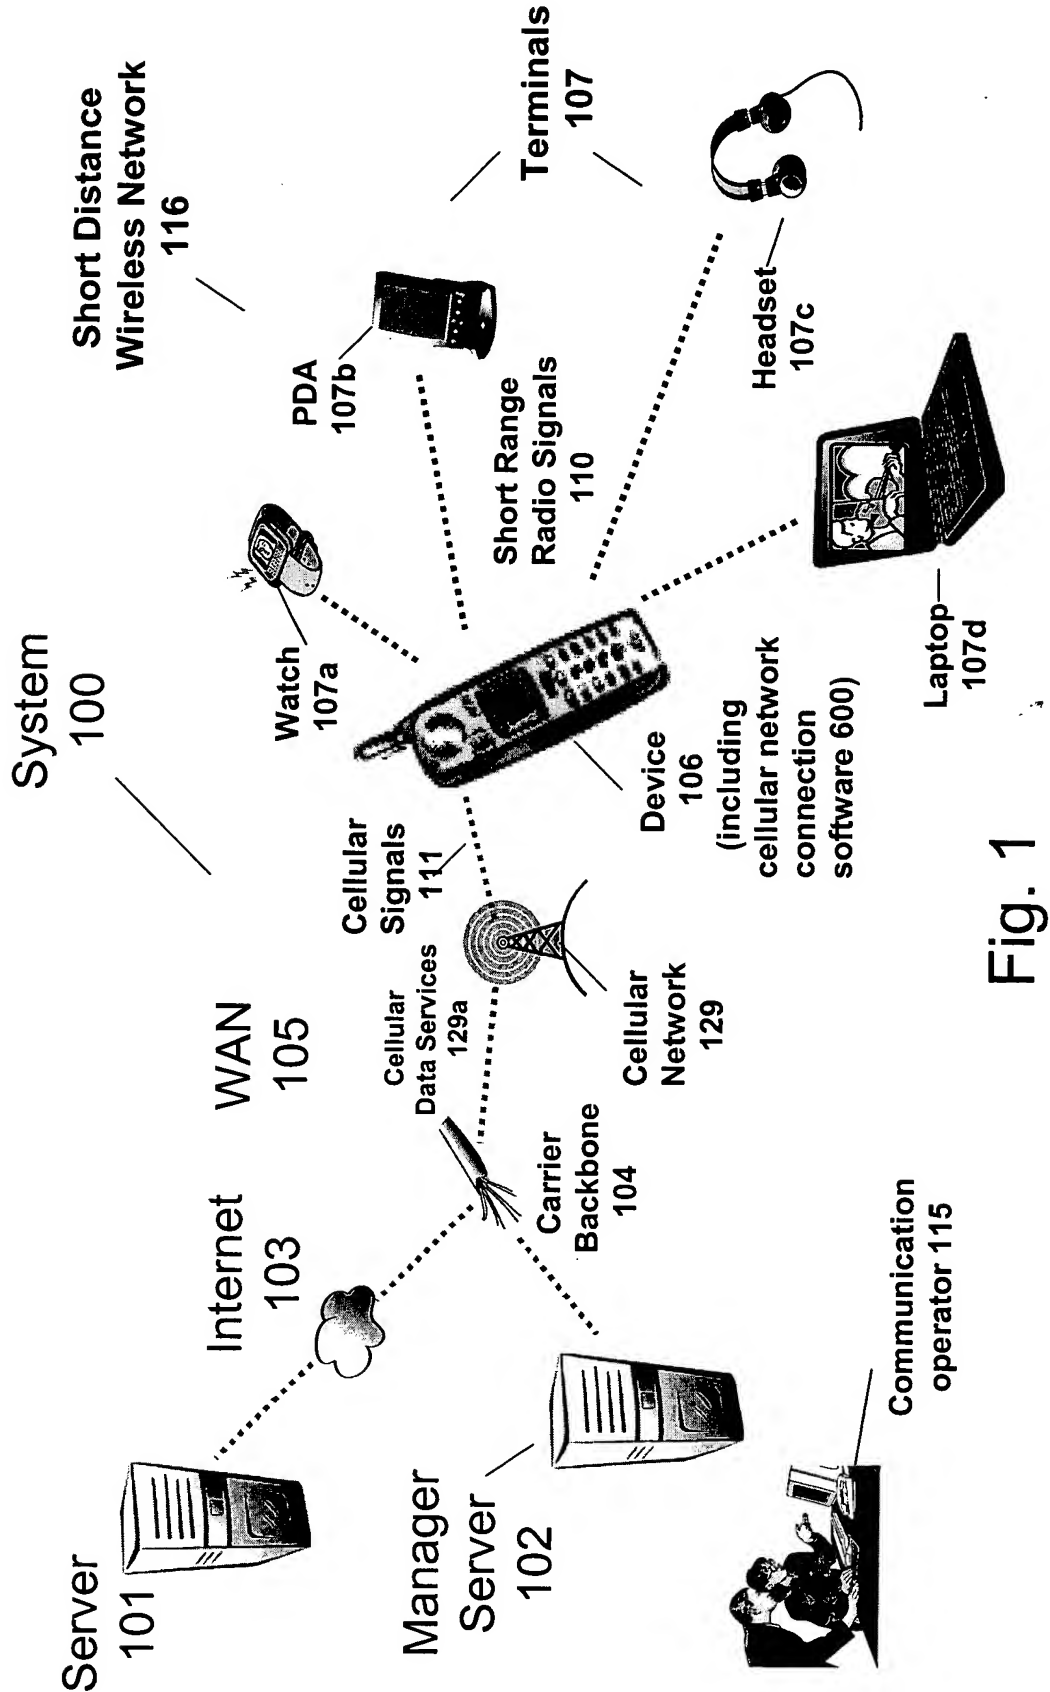 System
100
Short Distance
Wireless Network
116
Server
101
Internet
103
WAN
105
Watch
107a
PDA
107b
Terminals
107
Cellular
Signals
111
Cellular
Data Services
129a
Short Range
Radio Signals
110
Manager
Server
102
Carrier
Backbone
104
Cellular
Network
129
Device
106
(including
cellular network
connection
software 600)
Headset
107c
Laptop
107d
Communication
operator 115
Fig. 1